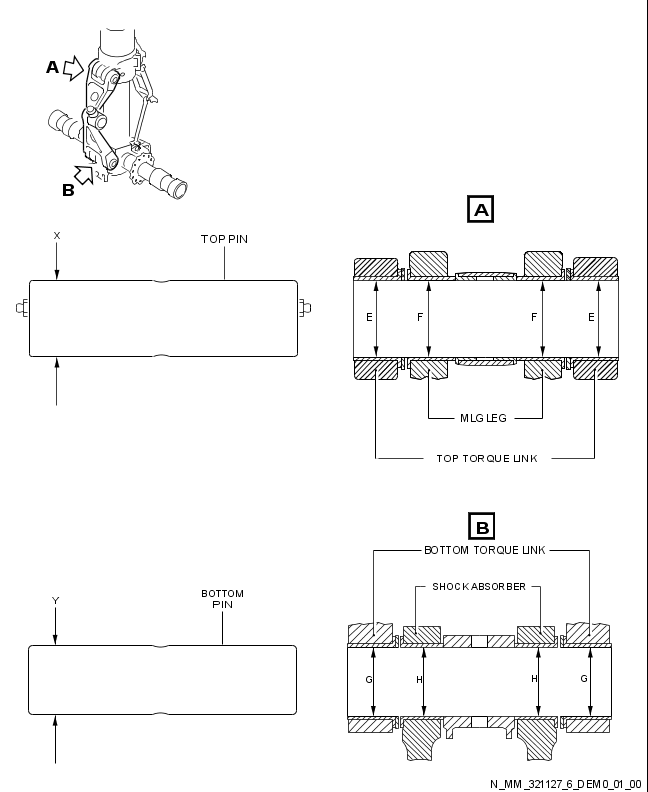 A
B
A
X
TOP PIN
E
F
F
E
MLG LEG
TOP TORQUE LINK
B
BOTTOM TORQUE LINK
Y
BOTTOM
PIN
SHOCK ABSORBER
G
H
H
G
N_MM_321127_6_DEM0_01_00